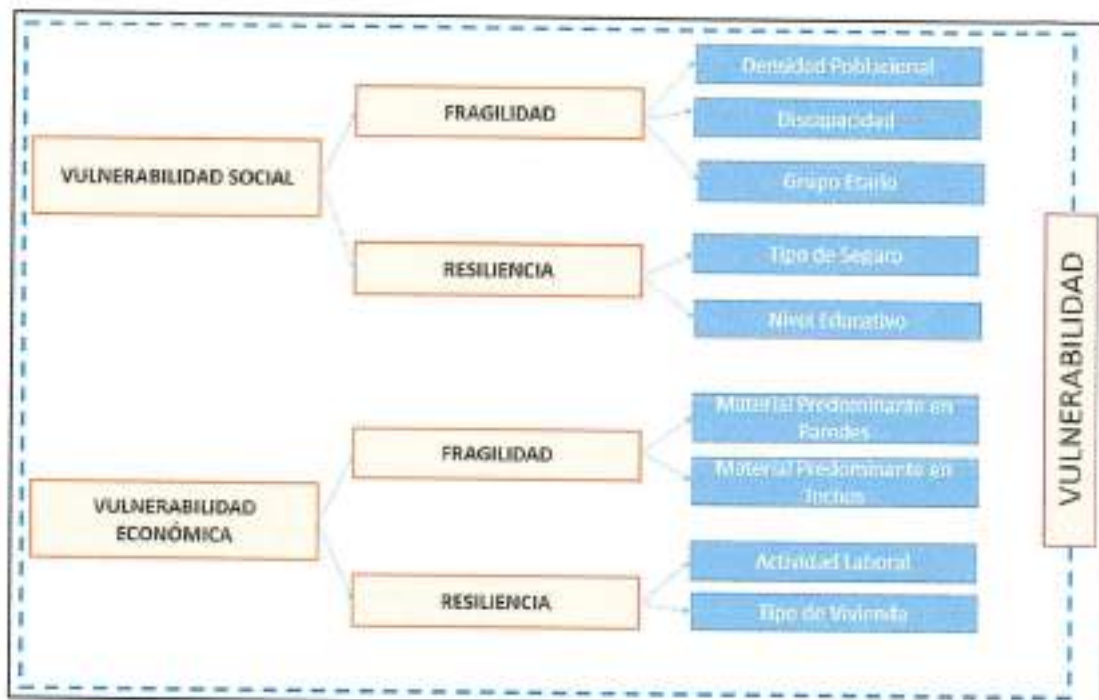 Densidad Poblacional
FRAGILIDAD
Discapacidad
VULNERABILIDAD SOCIAL
Grupo Etario
RESILIENCIA
Tipo de Seguro
Nivel Educativo
VULNERABILIDAD
Material Predominante en
Paredes
FRAGILIDAD
Material Predominante en
Techos
VULNERABILIDAD
ECONÓMICA
RESILIENCIA
Actividad Laboral
Tipo de Vivienda